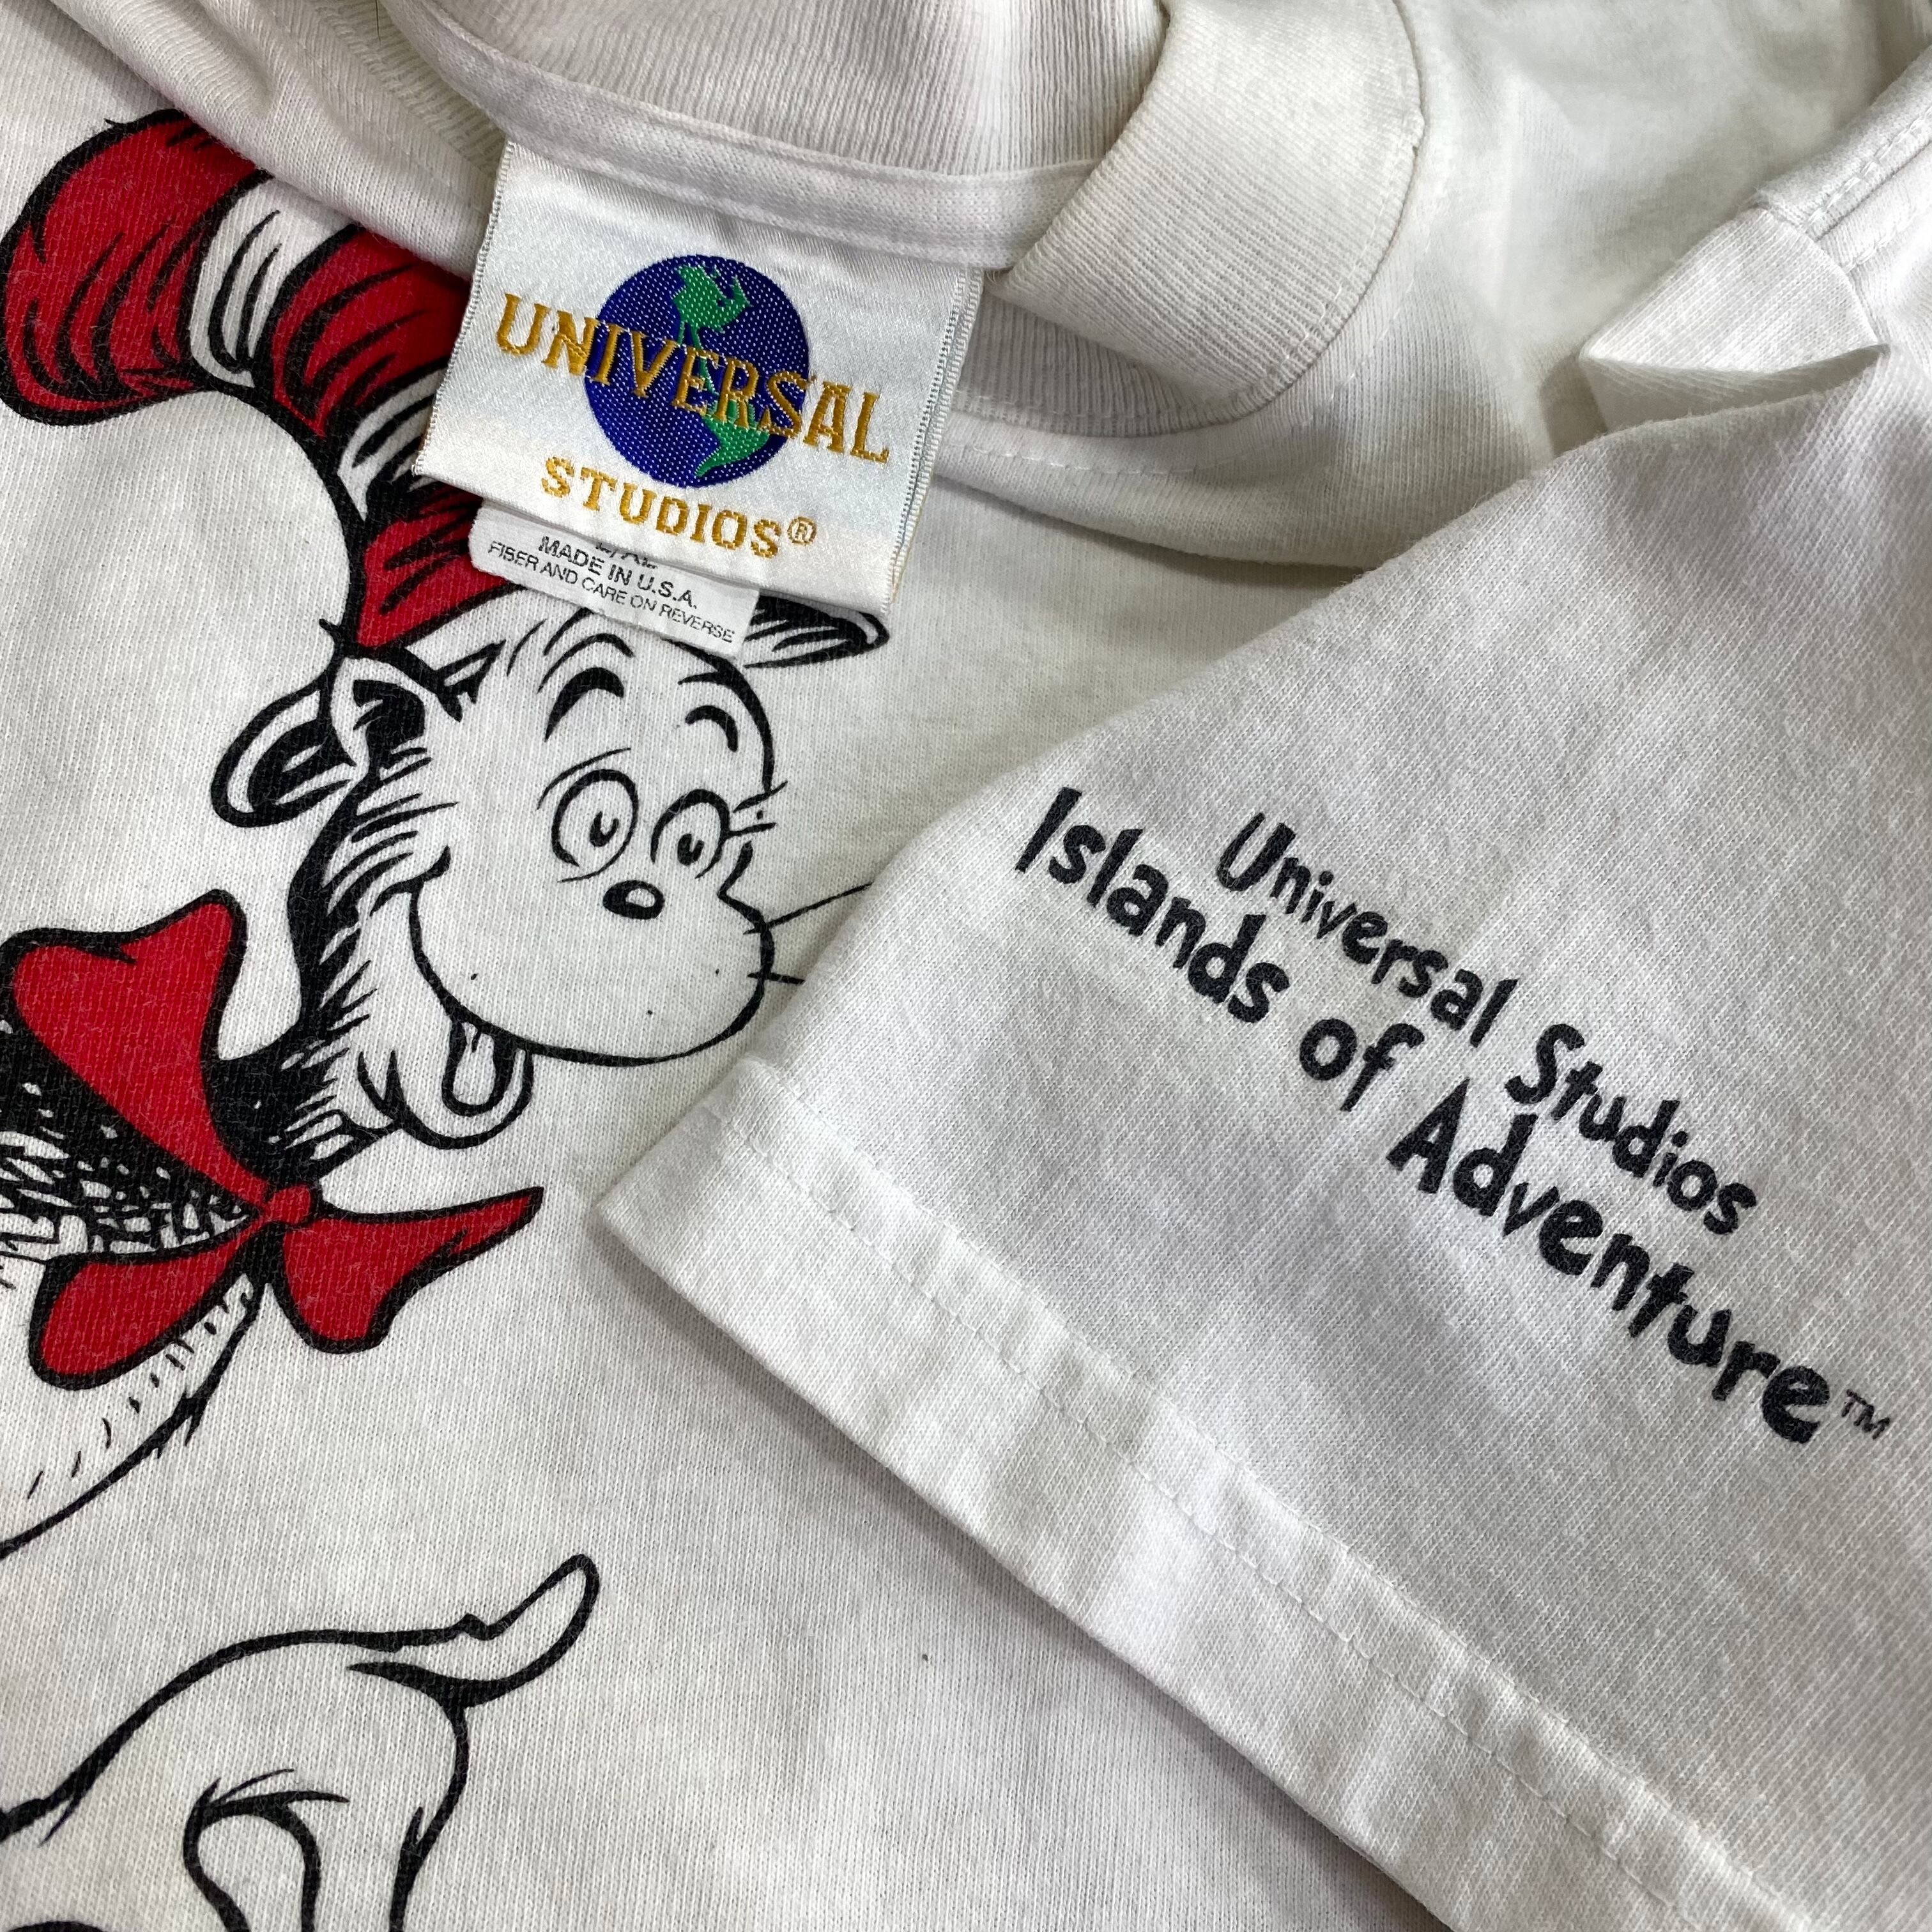 UNIVERSAL
STUDIOS®
MADE IN U.S.A.
FIBER AND CARE ON REVERSE
Universal Studios
Islands of Adventure™